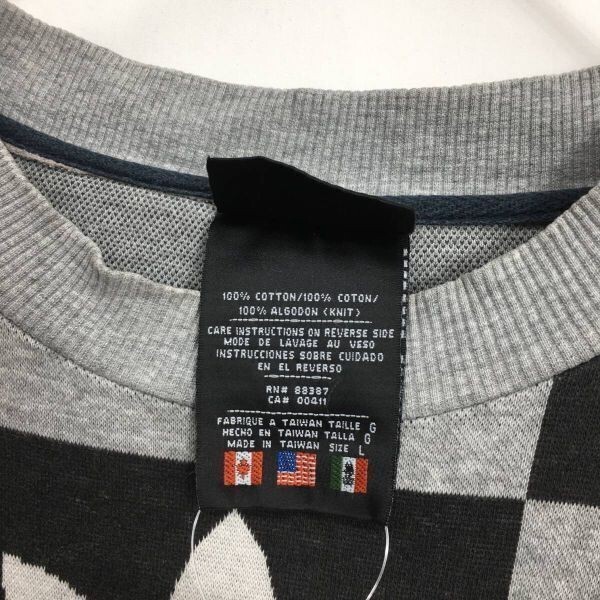 100% COTTON/100% COTON/
100% ALGODON (KNIT)
CARE INSTRUCTIONS ON REVERSE SIDE
MODE DE LAVAGE AU VESO
INSTRUCCIONES SOBRE CUIDADO
EN EL REVERSO
RN# 88387
CA# 00411
FABRIQUE A TAIWAN TAILLE G
HECHO EN TAIWAN TALLA G
MADE IN TAIWAN SIZE L